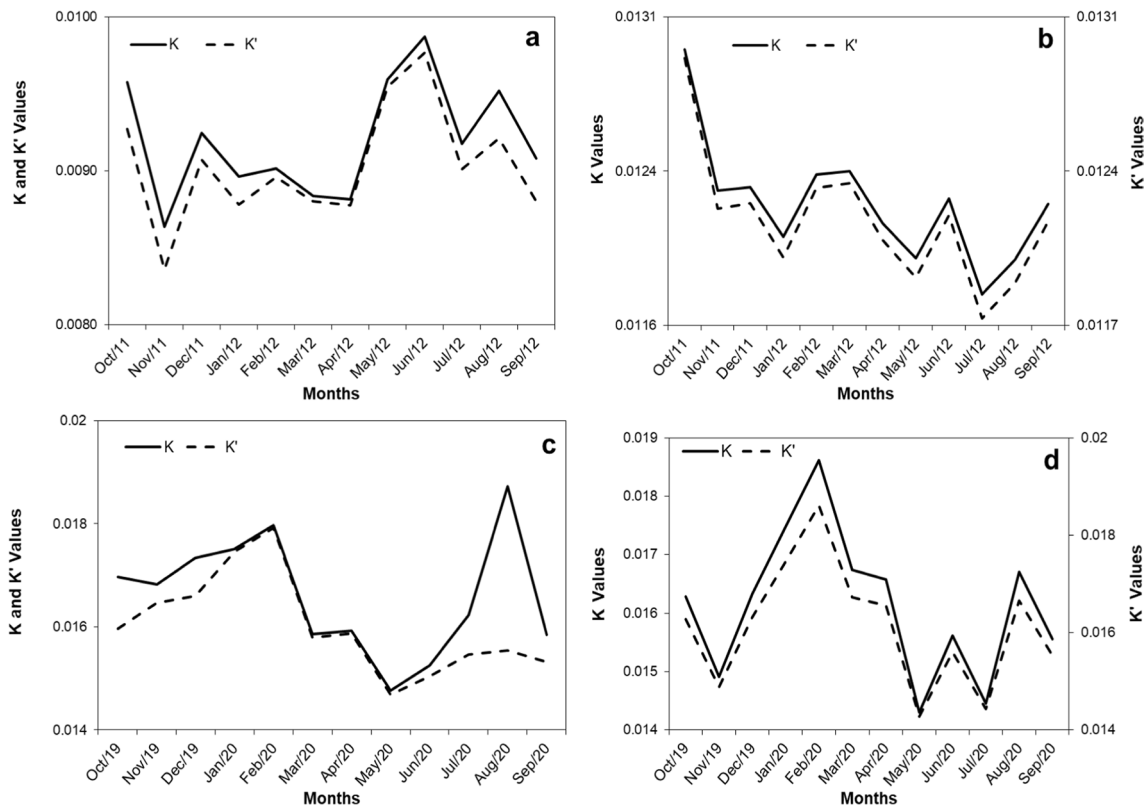 a
K K'
K and K' Values
0.0100
0.0090
0.0080
Oct/11 Nov/11 Dec/11 Jan/12 Feb/12 Mar/12 Apr/12 May/12 Jun/12 Jul/12 Aug/12 Sep/12
Months
b
K K'
K Values
0.0131
0.0124
0.0116
K' Values
0.0131
0.0124
0.0117
Oct/11 Nov/11 Dec/11 Jan/12 Feb/12 Mar/12 Apr/12 May/12 Jun/12 Jul/12 Aug/12 Sep/12
Months
c
K K'
K and K' Values
0.02
0.018
0.016
0.014
Oct/19 Nov/19 Dec/19 Jan/20 Feb/20 Mar/20 Apr/20 May/20 Jun/20 Jul/20 Aug/20 Sep/20
Months
d
K K'
K Values
0.019
0.018
0.017
0.016
0.015
0.014
K' Values
0.02
0.018
0.016
0.014
Oct/19 Nov/19 Dec/19 Jan/20 Feb/20 Mar/20 Apr/20 May/20 Jun/20 Jul/20 Aug/20 Sep/20
Months